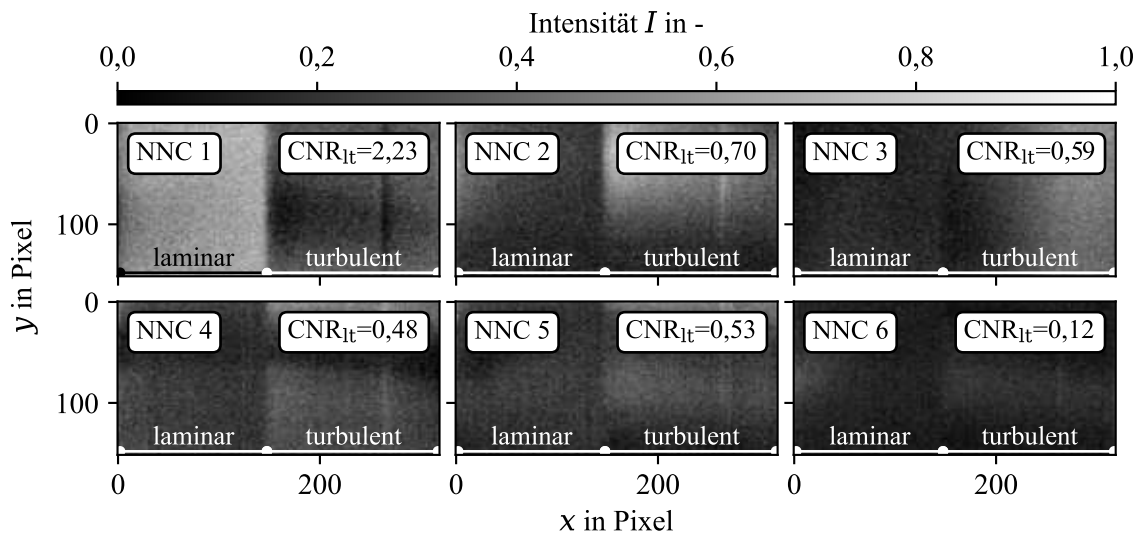 Intensität I in -
0,0 0,2 0,4 0,6 0,8 1,0
0 NNC 1 CNRlt=2,23 NNC 2 CNRlt=0,70 NNC 3 CNRlt=0,59
100
laminar turbulent laminar turbulent laminar turbulent
y in Pixel
0 NNC 4 CNRlt=0,48 NNC 5 CNRlt=0,53 NNC 6 CNRlt=0,12
100
laminar turbulent laminar turbulent laminar turbulent
0 200 0 200 0 200
x in Pixel